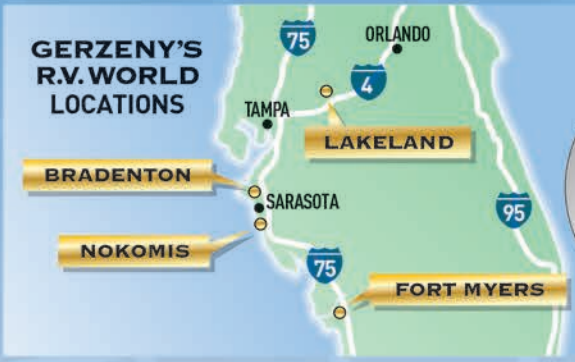 GERZENY'S
R.V. WORLD
LOCATIONS
75
ORLANDO
4
TAMPA
LAKELAND
BRADENTON
SARASOTA
95
NOKOMIS
75
FORT MYERS